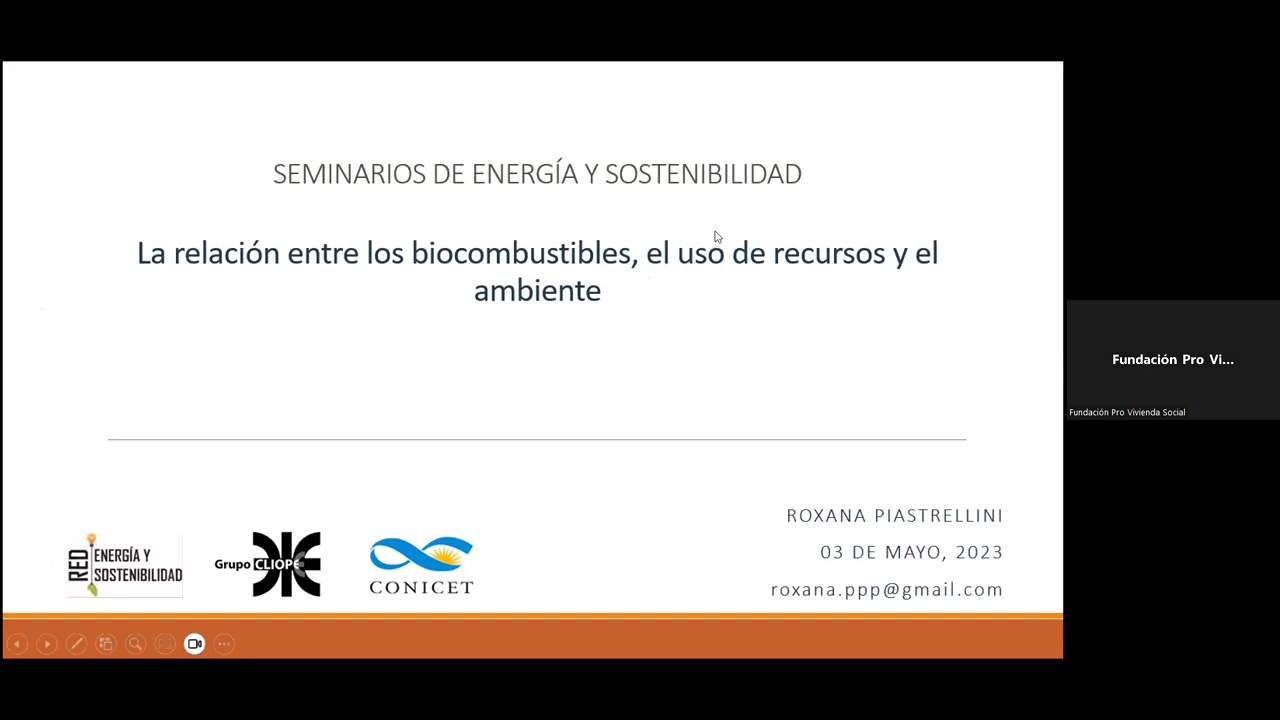 SEMINARIOS DE ENERGÍA Y SOSTENIBILIDAD
La relación entre los biocombustibles, el uso de recursos y el
ambiente
ROXANA PIASTRELLINI
03 DE MAYO, 2023
roxana.ppp@gmail.com
RED
ENERGÍA Y
SOSTENIBILIDAD
Grupo CLIOPE
CONICET
Fundación Pro Vi...
Fundación Pro Vivienda Social